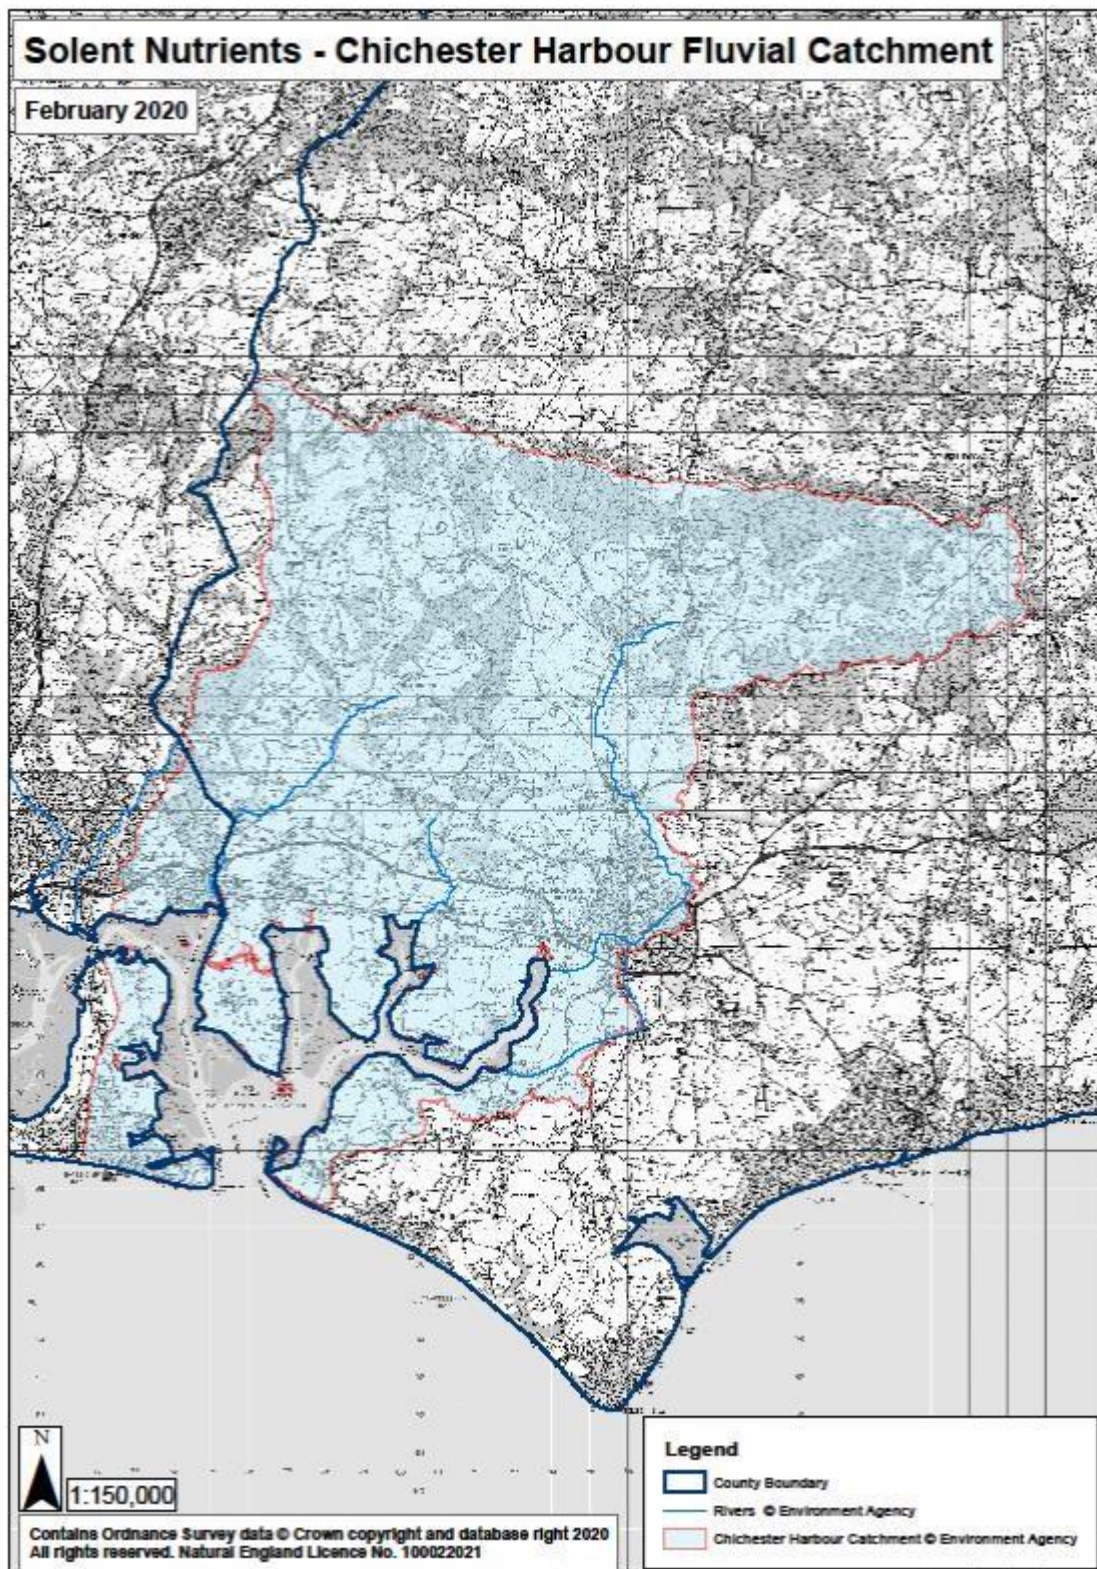 Solent Nutrients - Chichester Harbour Fluvial Catchment
February 2020
N
1:150,000
Contains Ordnance Survey data © Crown copyright and database right 2020
All rights reserved. Natural England Licence No. 100022021
Legend
County Boundary
Rivers © Environment Agency
Chichester Harbour Catchment © Environment Agency